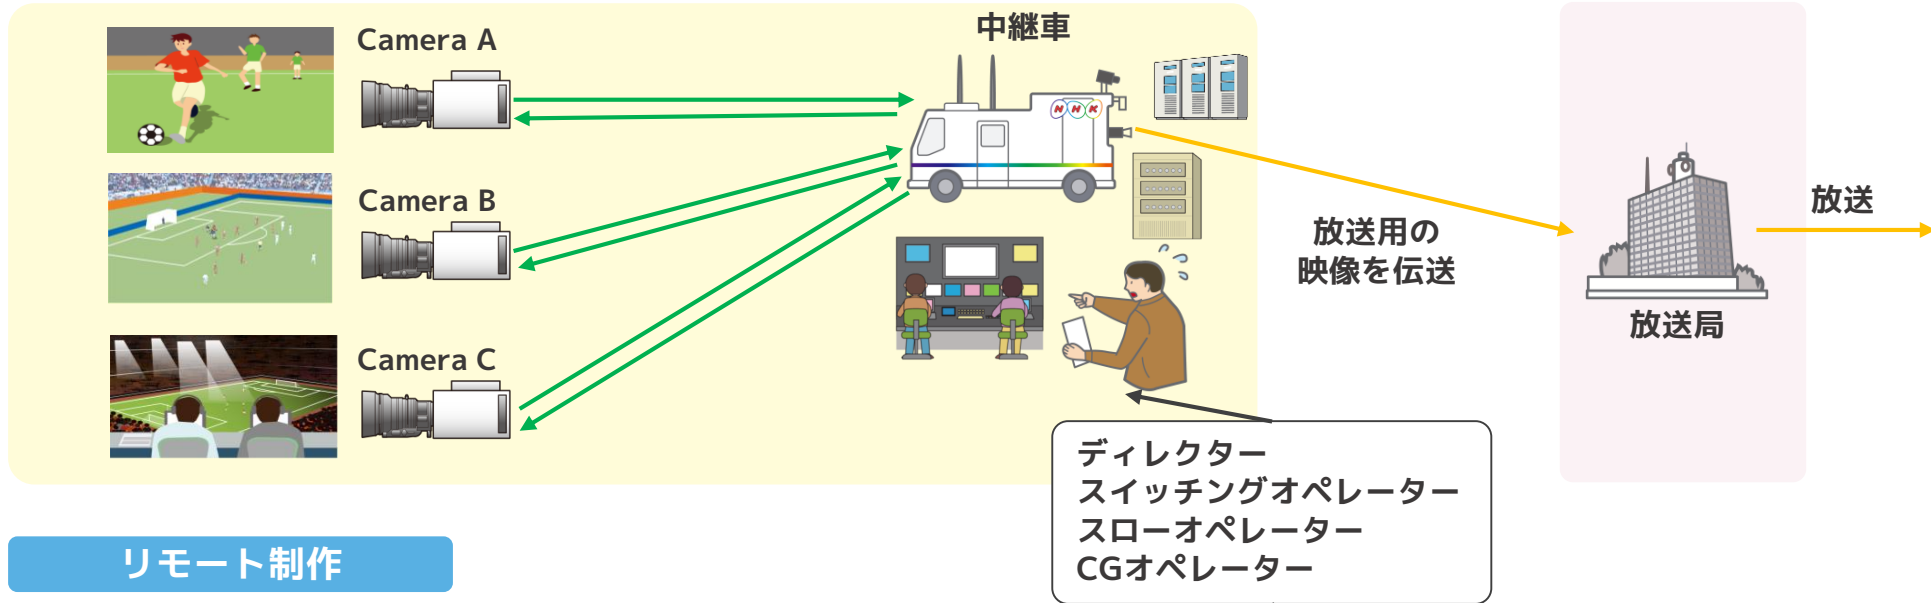 中継車
Camera A
NNK
Camera B
Camera C
放送用の
映像を伝送
放送
放送局
ディレクター
スイッチングオペレーター
スローオペレーター
CGオペレーター
リモート制作